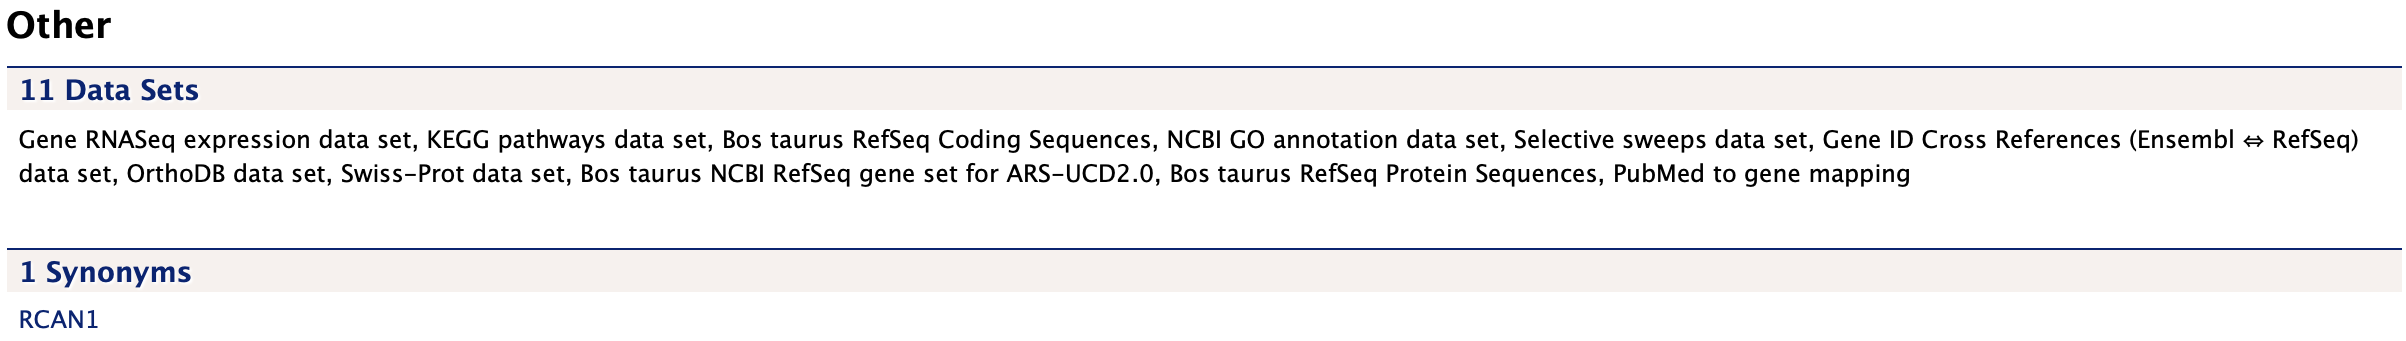 Other
11 Data Sets
Gene RNASeq expression data set, KEGG pathways data set, Bos taurus RefSeq Coding Sequences, NCBI GO annotation data set, Selective sweeps data set, Gene ID Cross References (Ensembl ⇔ RefSeq)
data set, OrthoDB data set, Swiss-Prot data set, Bos taurus NCBI RefSeq gene set for ARS-UCD2.0, Bos taurus RefSeq Protein Sequences, PubMed to gene mapping
1 Synonyms
RCAN1